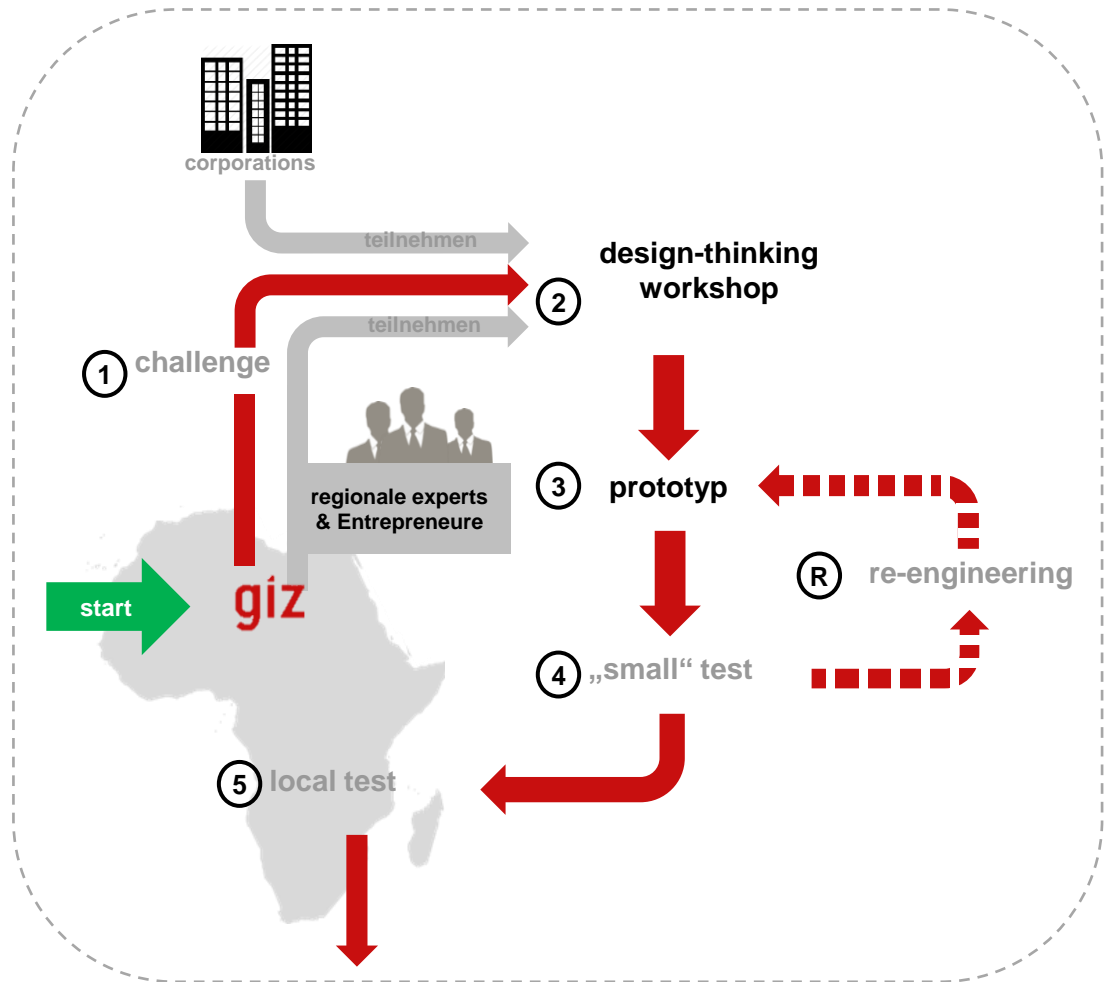 corporations
teilnehmen
design-thinking
workshop
2
teilnehmen
1 challenge
regionale experts
& Entrepreneure
3 prototyp
R re-engineering
start
giz
4 „small“ test
5 local test